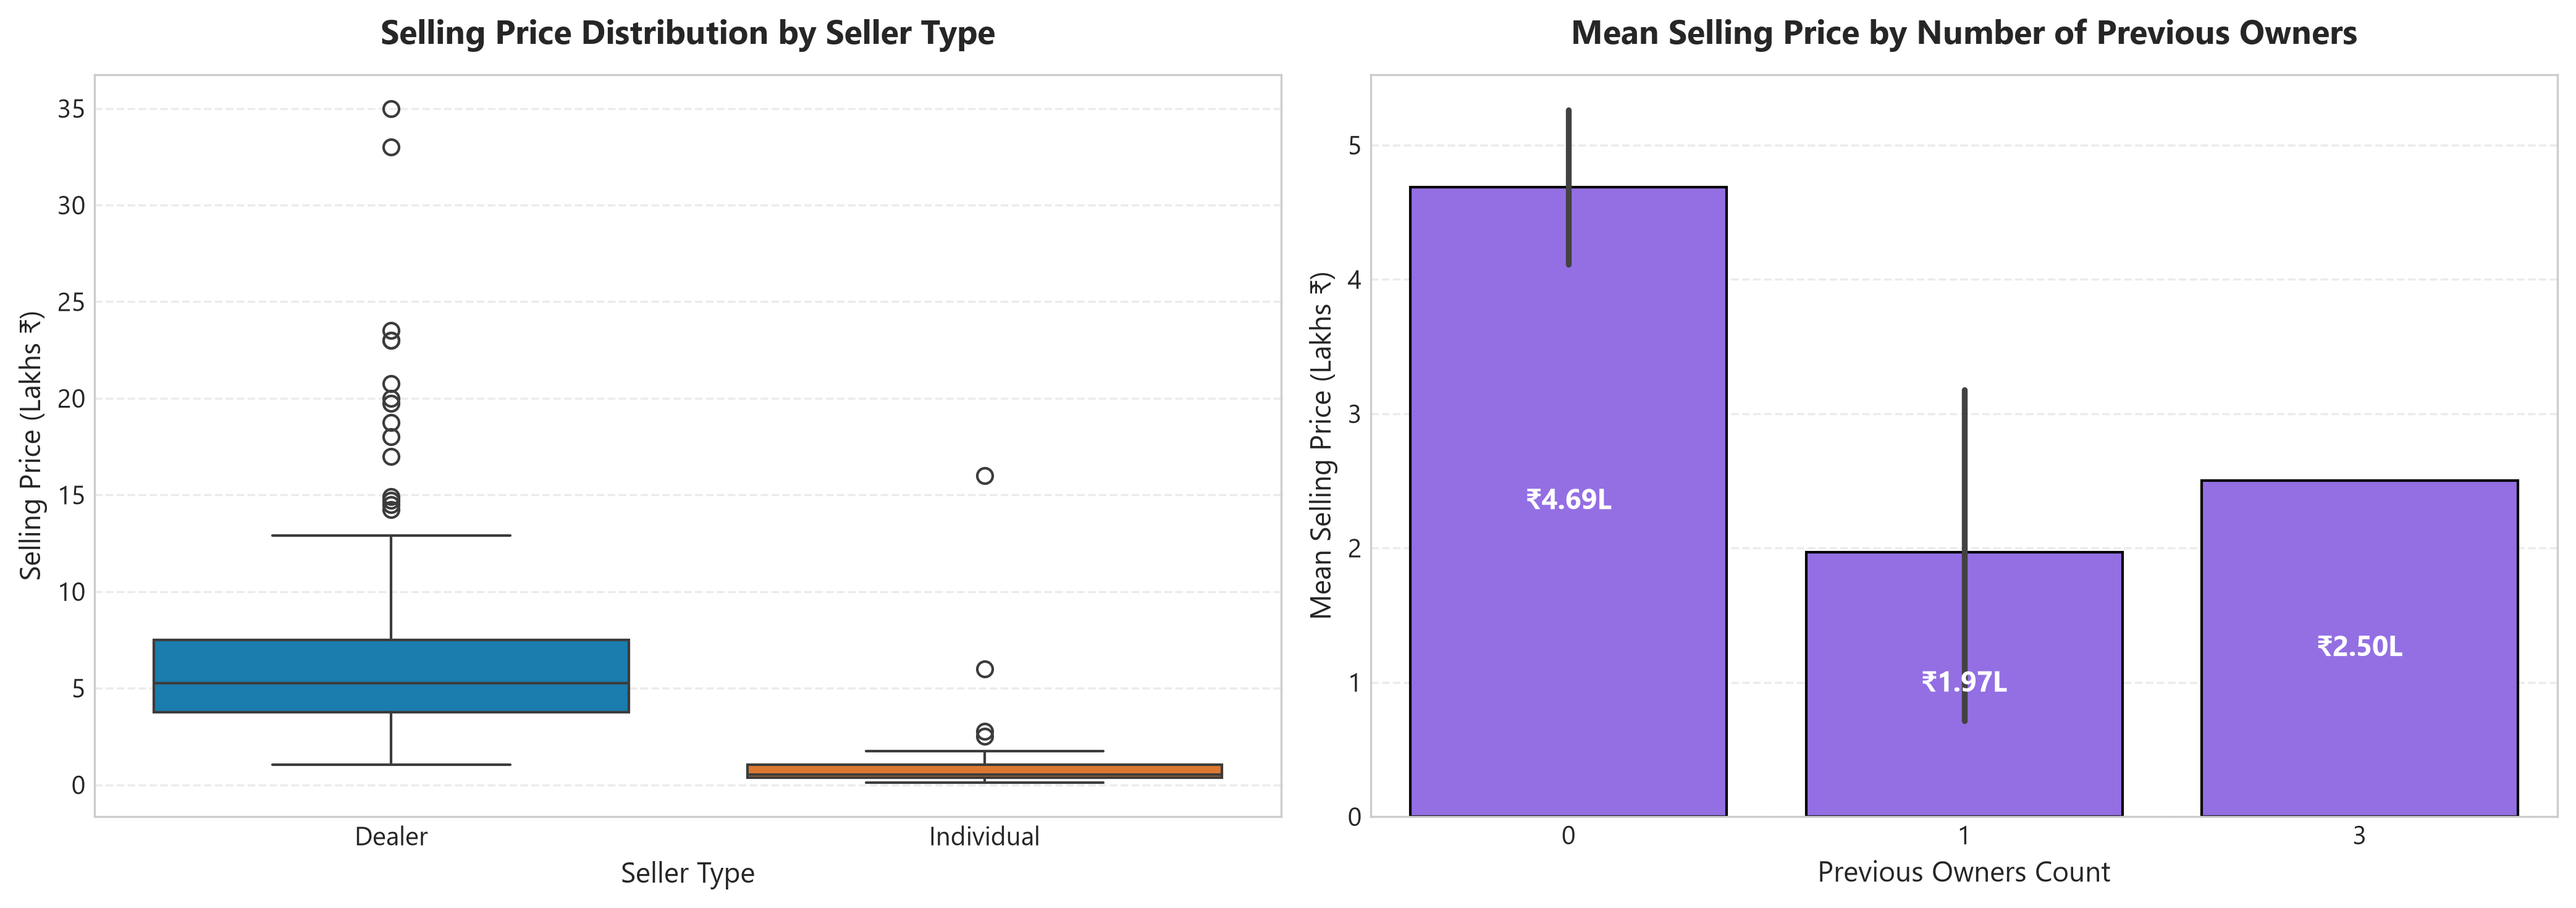 Selling Price Distribution by Seller Type
Selling Price (Lakhs ₹)
35
30
25
20
15
10
5
0
Dealer
Individual
Seller Type
Mean Selling Price by Number of Previous Owners
Mean Selling Price (Lakhs ₹)
5
4
3
2
1
0
₹4.69L
₹1.97L
₹2.50L
0
1
3
Previous Owners Count